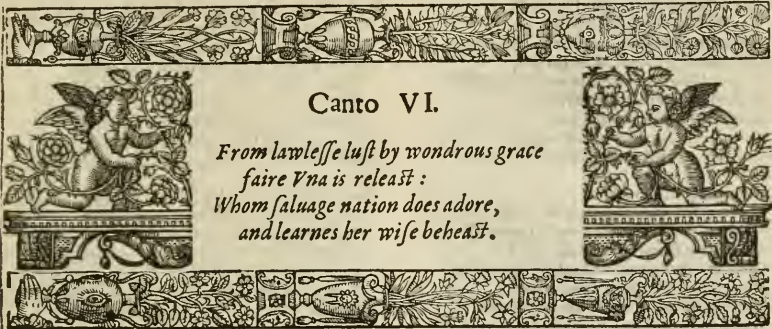 Canto VI.
From lawleſſe luſt by wondrous grace
faire Vna is releaſt :
Whom ſaluage nation does adore,
and learnes her wiſe beheaſt.